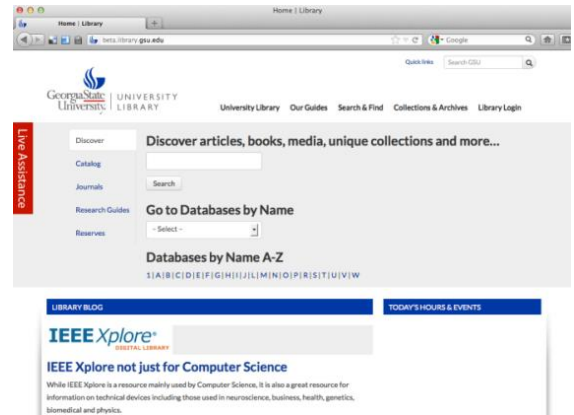 Home | Library
Home | Library
beta.library.gsu.edu
Google
Quick links
Search GSU
GeorgiaState University | UNIVERSITY LIBRARY
University Library Our Guides Search & Find Collections & Archives Library Login
Live Assistance
Discover
Catalog
Journals
Research Guides
Reserves
Discover articles, books, media, unique collections and more...
Search
Go to Databases by Name
- Select -
Databases by Name A-Z
1|A|B|C|D|E|F|G|H|I|J|L|M|N|O|P|R|S|T|U|V|W
LIBRARY BLOG
TODAY'S HOURS & EVENTS
IEEE Xplore®
DIGITAL LIBRARY
IEEE Xplore not just for Computer Science
While IEEE Xplore is a resource mainly used by Computer Science, it is also a great resource for
information on technical devices including those used in neuroscience, business, health, genetics,
biomedical and physics.